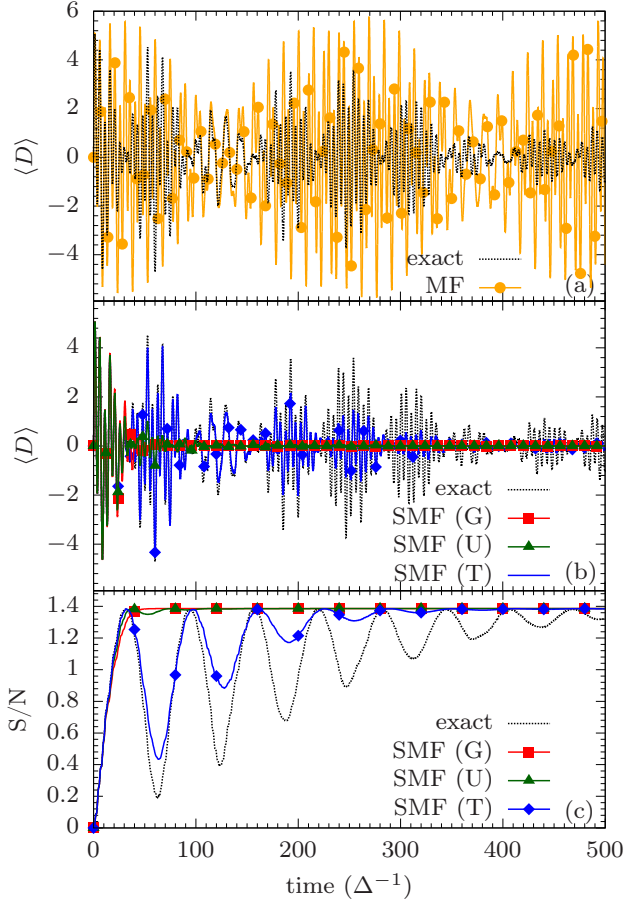 6
4
2
0
−2
−4
⟨D⟩
exact
MF
(a)
4
2
0
−2
−4
⟨D⟩
exact
SMF (G)
SMF (U)
SMF (T)
(b)
1.4
1.2
1
0.8
0.6
0.4
0.2
0
S/N
exact
SMF (G)
SMF (U)
SMF (T)
(c)
0 100 200 300 400 500
time (Δ⁻¹)